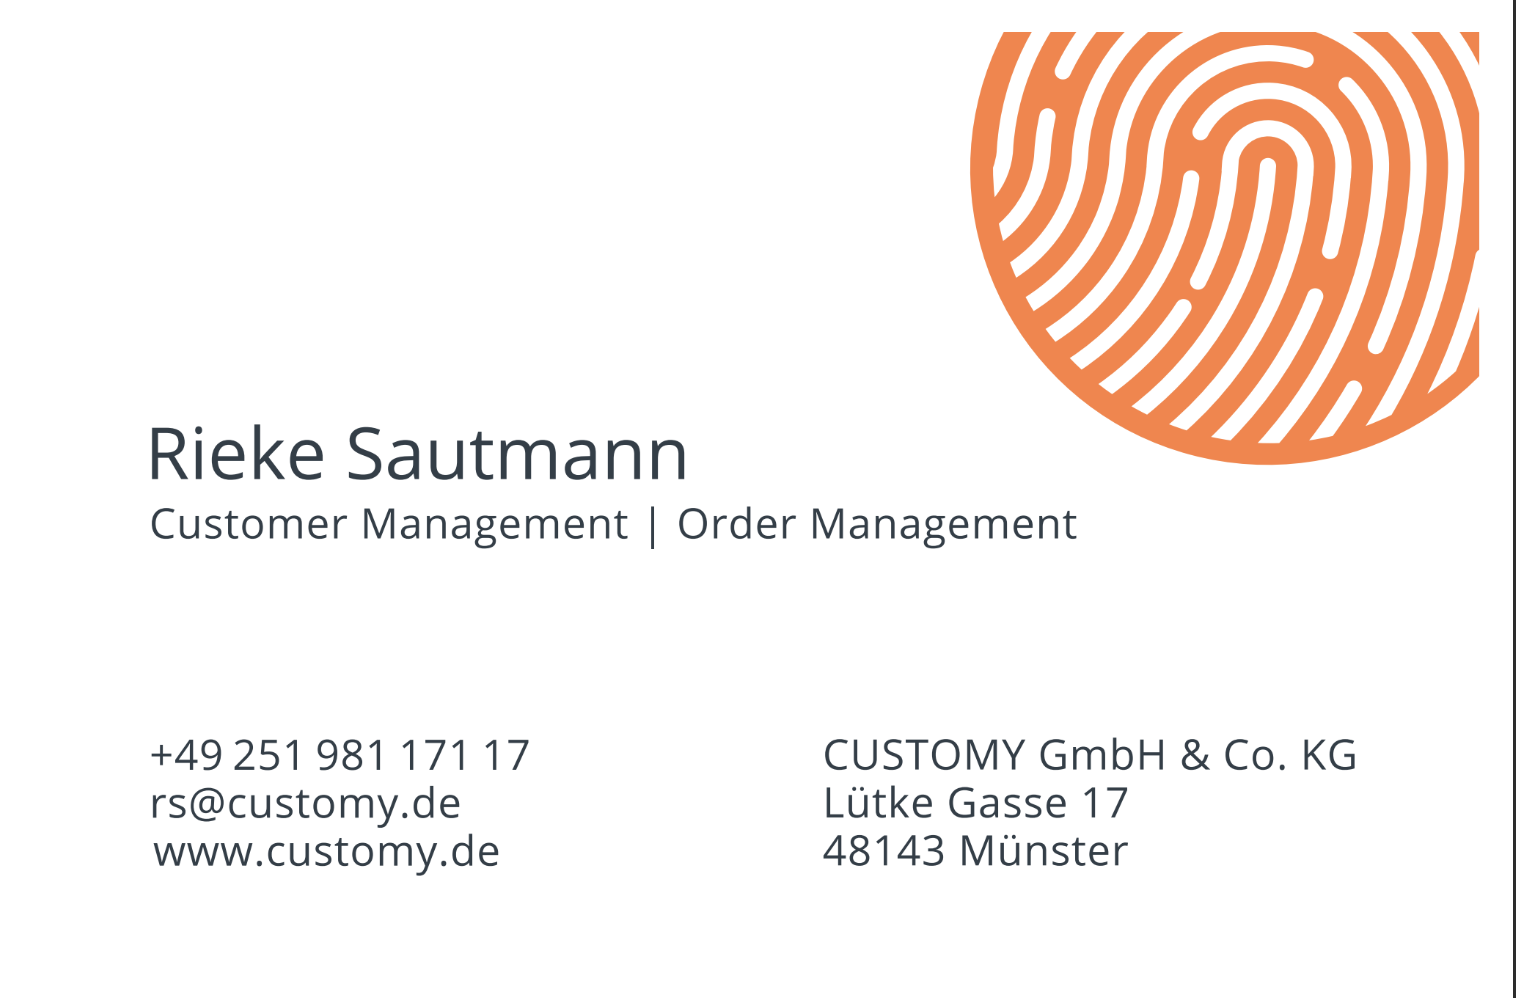 Rieke Sautmann
Customer Management | Order Management
+49 251 981 171 17
rs@customy.de
www.customy.de
CUSTOMY GmbH & Co. KG
Lütke Gasse 17
48143 Münster